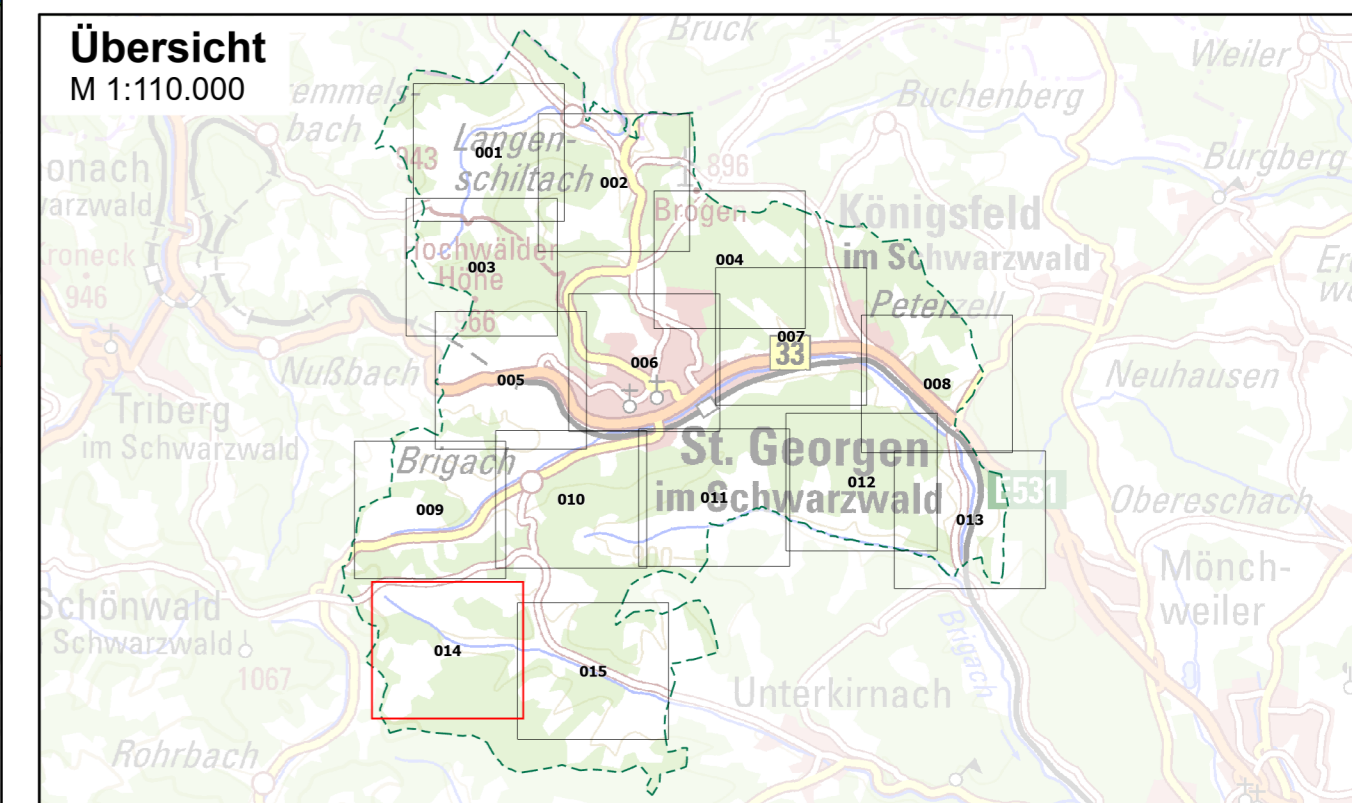 Übersicht
M 1:110.000
Bruck
Weiler
emmels-
bach
Buchenberg
Langen-
schiltach
943
001
002
896
Burgberg
onach
warzwald
Brogen
Königsfeld
im Schwarzwald
roneck
946
Hochwälder
Höhe
966
003
004
Peterzell
007
33
006
005
008
Nußbach
Neuhausen
Triberg
im Schwarzwald
Brigach
St. Georgen
im Schwarzwald
009
010
011
012
013
E531
Obereschach
900
Mönch-
weiler
Schönwald
Schwarzwald
1067
014
015
Brigach
Unterkirnach
Rohrbach